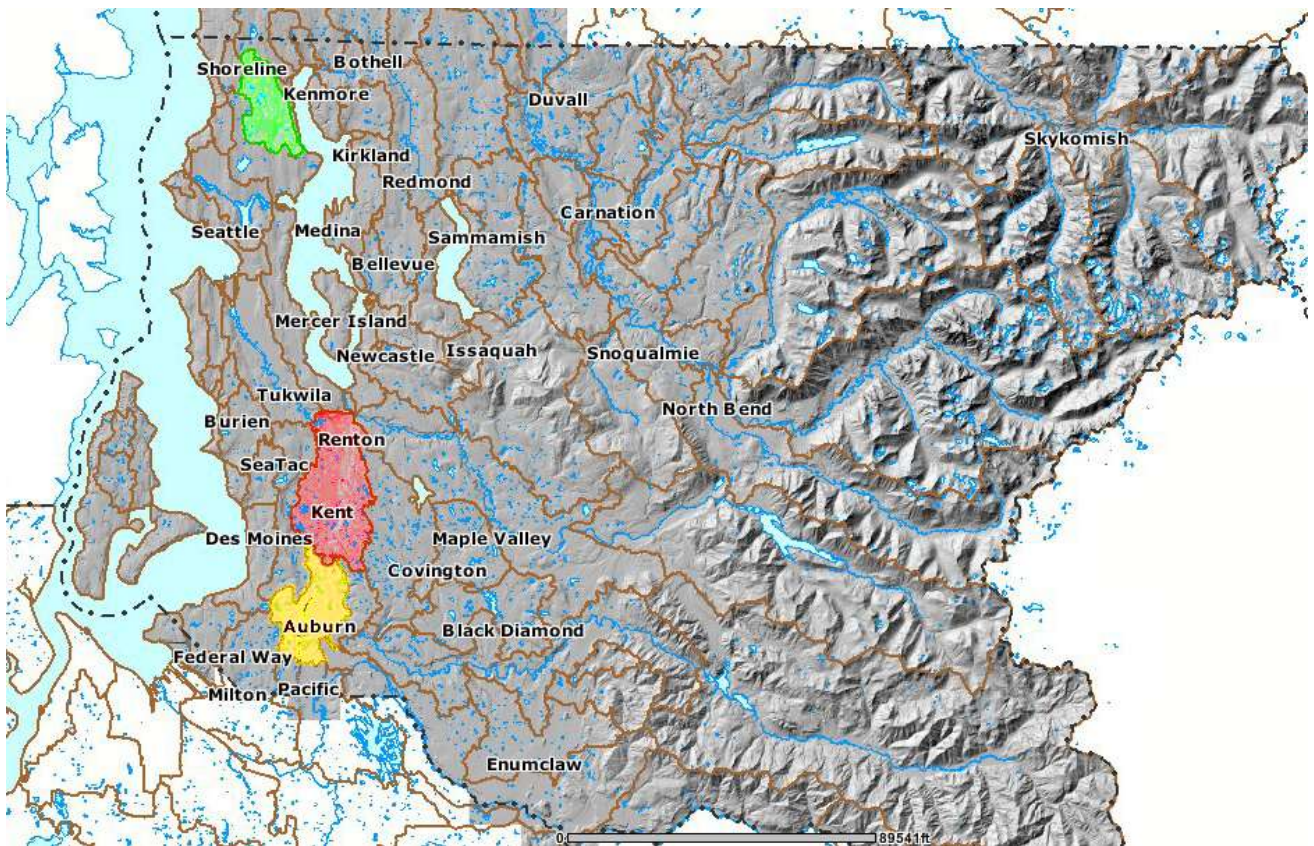 Bothell
Shoreline
Kenmore
Duvall
Skykomish
Kirkland
Redmond
Carnation
Seattle
Medina
Sammamish
Bellevue
Mercer Island
Newcastle
Issaquah
Snoqualmie
Tukwila
North Bend
Burien
Renton
SeaTac
Kent
Des Moines
Maple Valley
Covington
Auburn
Black Diamond
Federal Way
Milton
Pacific
Enumclaw
0
89541ft